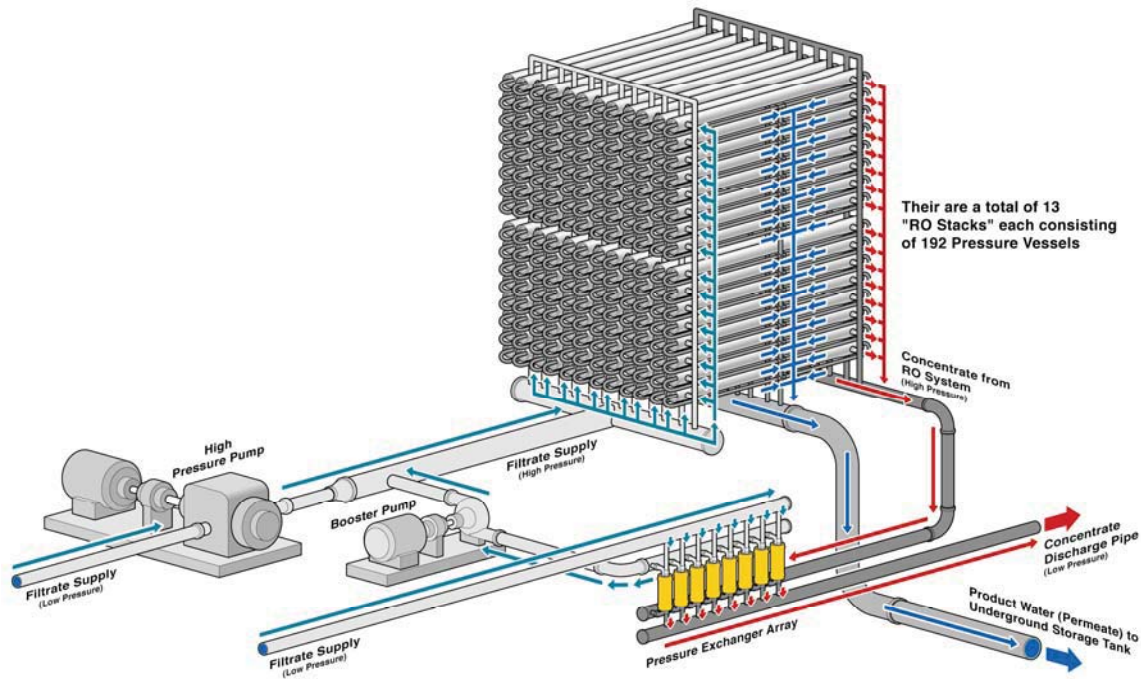 Their are a total of 13
"RO Stacks" each consisting
of 192 Pressure Vessels
Concentrate from
RO System
(High Pressure)
High
Pressure Pump
Filtrate Supply
(High Pressure)
Booster Pump
Filtrate Supply
(Low Pressure)
Filtrate Supply
(Low Pressure)
Pressure Exchanger Array
Concentrate
Discharge Pipe
(Low Pressure)
Product Water (Permeate) to
Underground Storage Tank